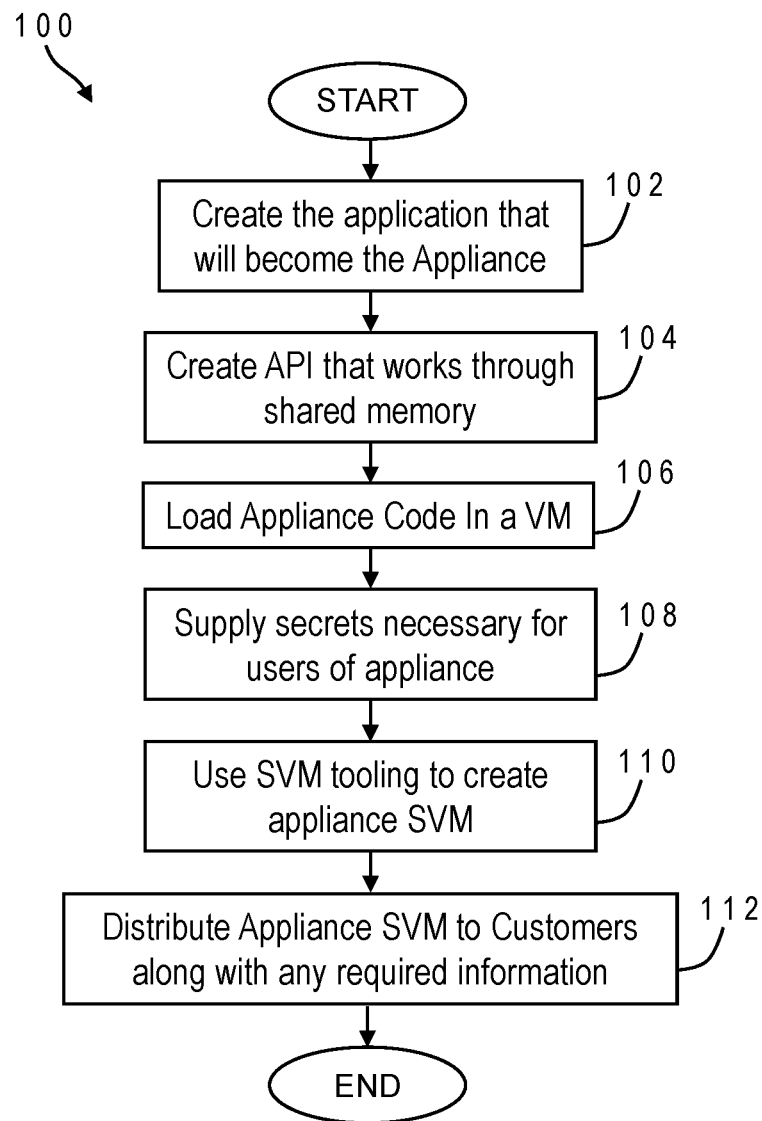 100
START
102
Create the application that
will become the Appliance
104
Create API that works through
shared memory
106
Load Appliance Code In a VM
108
Supply secrets necessary for
users of appliance
110
Use SVM tooling to create
appliance SVM
112
Distribute Appliance SVM to Customers
along with any required information
END